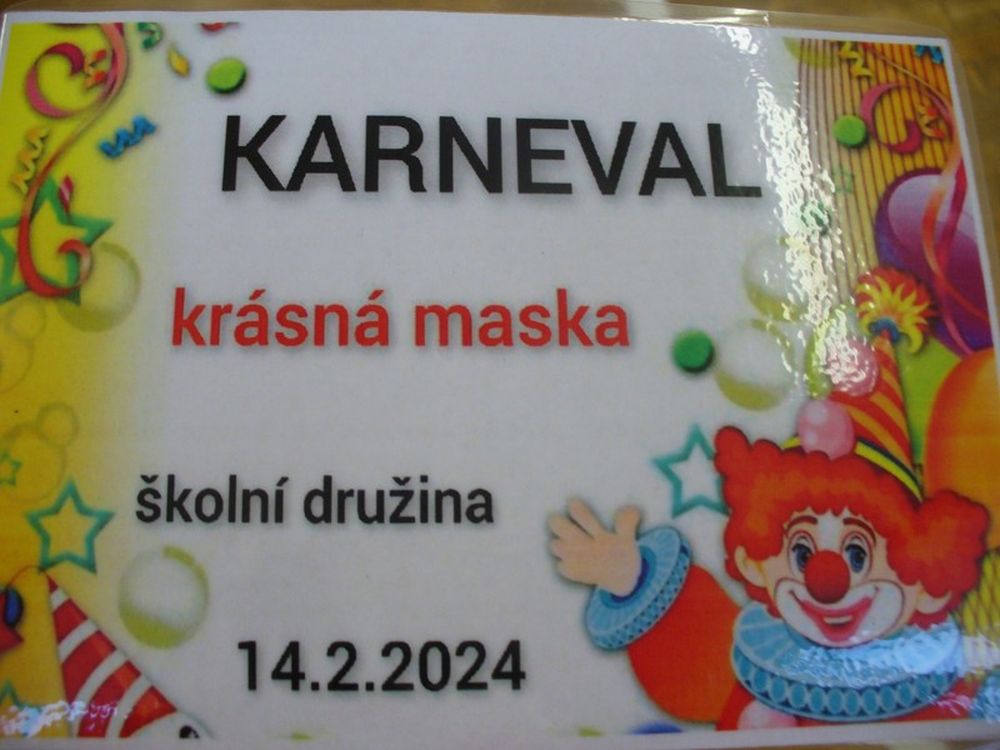 KARNEVAL
krásná maska
školní družina
14.2.2024